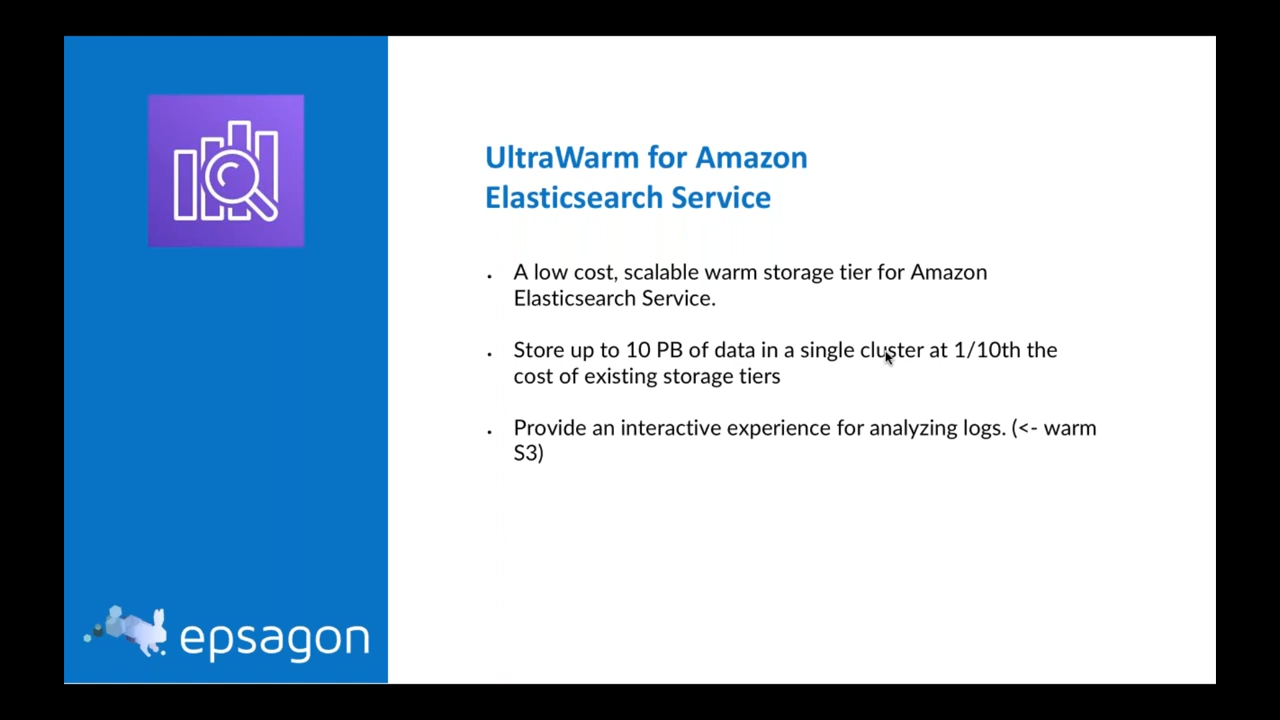 UltraWarm for Amazon
Elasticsearch Service
. A low cost, scalable warm storage tier for Amazon
Elasticsearch Service.
. Store up to 10 PB of data in a single cluster at 1/10th the
cost of existing storage tiers
. Provide an interactive experience for analyzing logs. (<- warm
S3)
epsagon